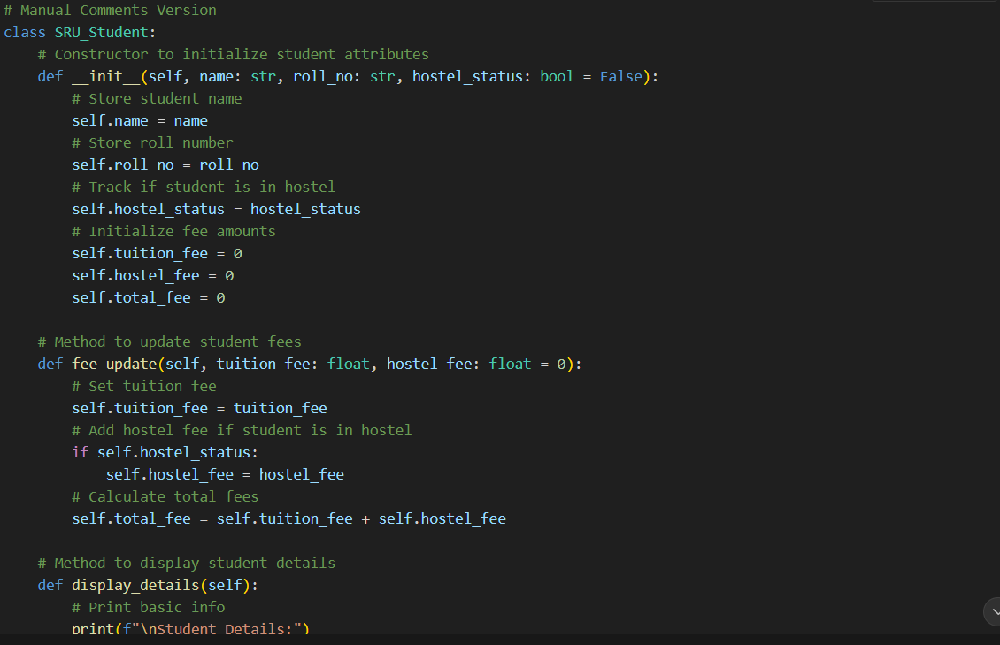 # Manual Comments Version
class SRU_Student:
    # Constructor to initialize student attributes
    def __init__(self, name: str, roll_no: str, hostel_status: bool = False):
        # Store student name
        self.name = name
        # Store roll number
        self.roll_no = roll_no
        # Track if student is in hostel
        self.hostel_status = hostel_status
        # Initialize fee amounts
        self.tuition_fee = 0
        self.hostel_fee = 0
        self.total_fee = 0

    # Method to update student fees
    def fee_update(self, tuition_fee: float, hostel_fee: float = 0):
        # Set tuition fee
        self.tuition_fee = tuition_fee
        # Add hostel fee if student is in hostel
        if self.hostel_status:
            self.hostel_fee = hostel_fee
        # Calculate total fees
        self.total_fee = self.tuition_fee + self.hostel_fee

    # Method to display student details
    def display_details(self):
        # Print basic info
        print(f"\nStudent Details:")